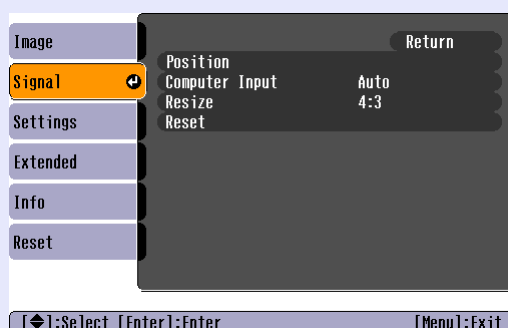 Image
Signal
Settings
Extended
Info
Reset
Return
Position
Computer Input Auto
Resize 4:3
Reset
[◆]:Select [Enter]:Enter [Menu]:Exit